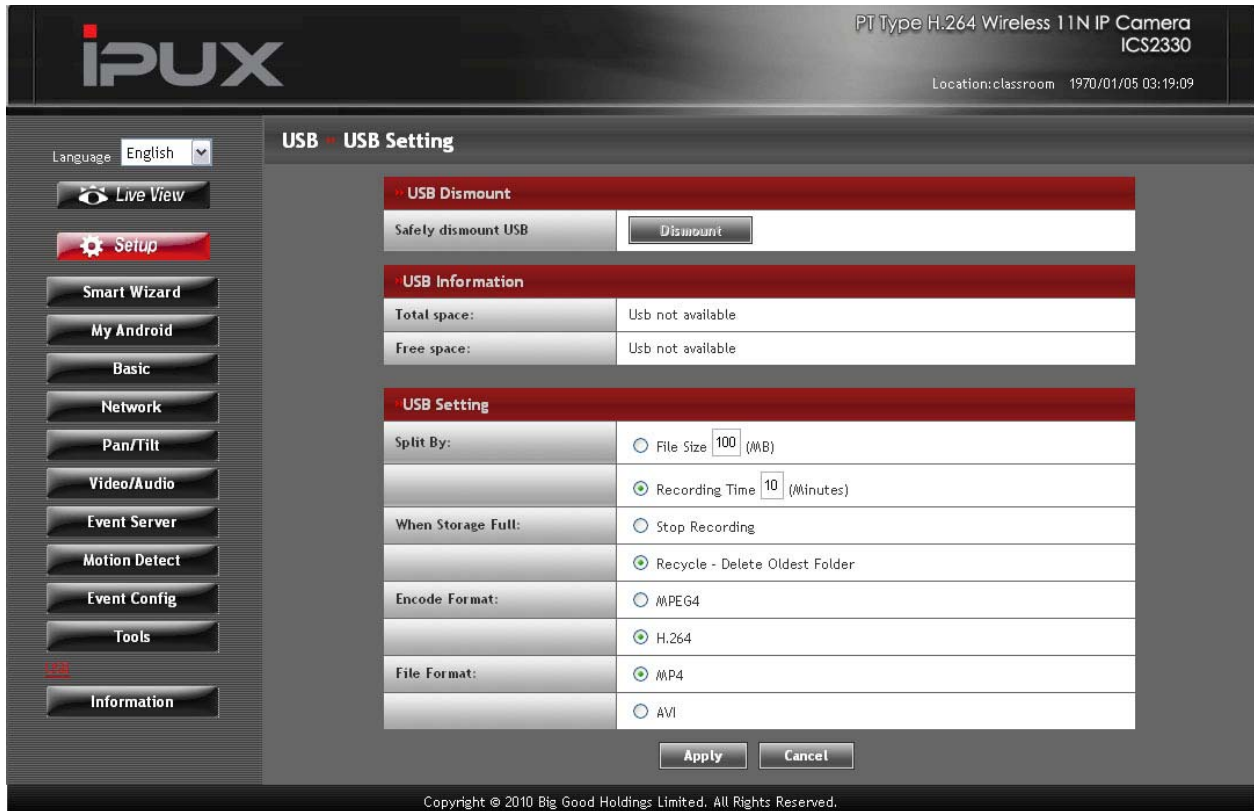 iPUX
PT Type H.264 Wireless 11N IP Camera
ICS2330
Location:classroom 1970/01/05 03:19:09
Language English
Live View
Setup
Smart Wizard
My Android
Basic
Network
Pan/Tilt
Video/Audio
Event Server
Motion Detect
Event Config
Tools
USB
Information
USB » USB Setting
» USB Dismount
Safely dismount USB Dismount
»USB Information
Total space: Usb not available
Free space: Usb not available
»USB Setting
Split By: File Size 100 (MB)
Recording Time 10 (Minutes)
When Storage Full: Stop Recording
Recycle - Delete Oldest Folder
Encode Format: MPEG4
H.264
File Format: MP4
AVI
Apply Cancel
Copyright © 2010 Big Good Holdings Limited. All Rights Reserved.